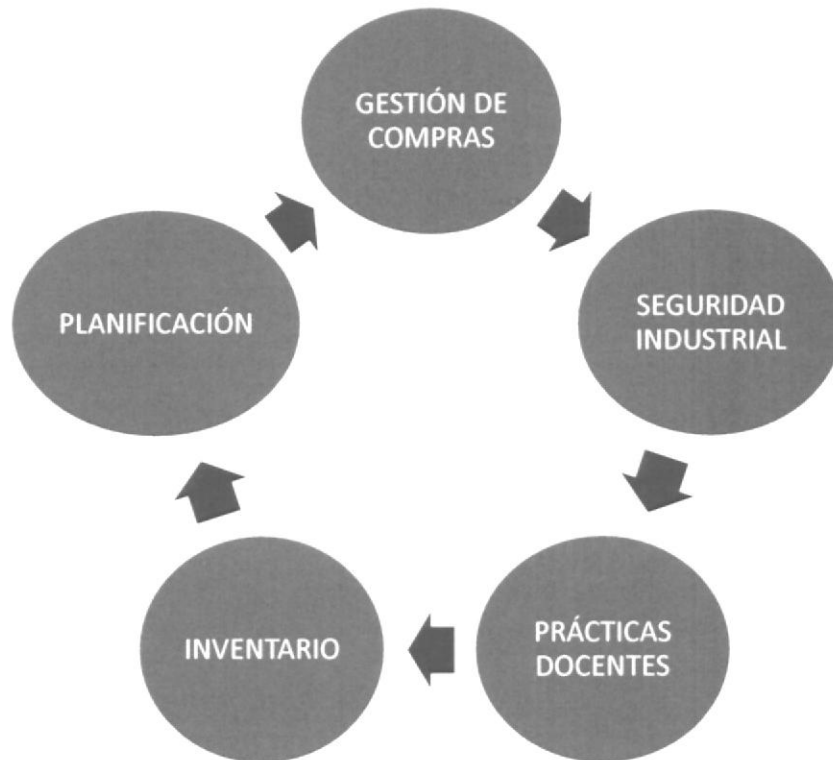 GESTIÓN DE
COMPRAS
SEGURIDAD
INDUSTRIAL
PRÁCTICAS
DOCENTES
INVENTARIO
PLANIFICACIÓN